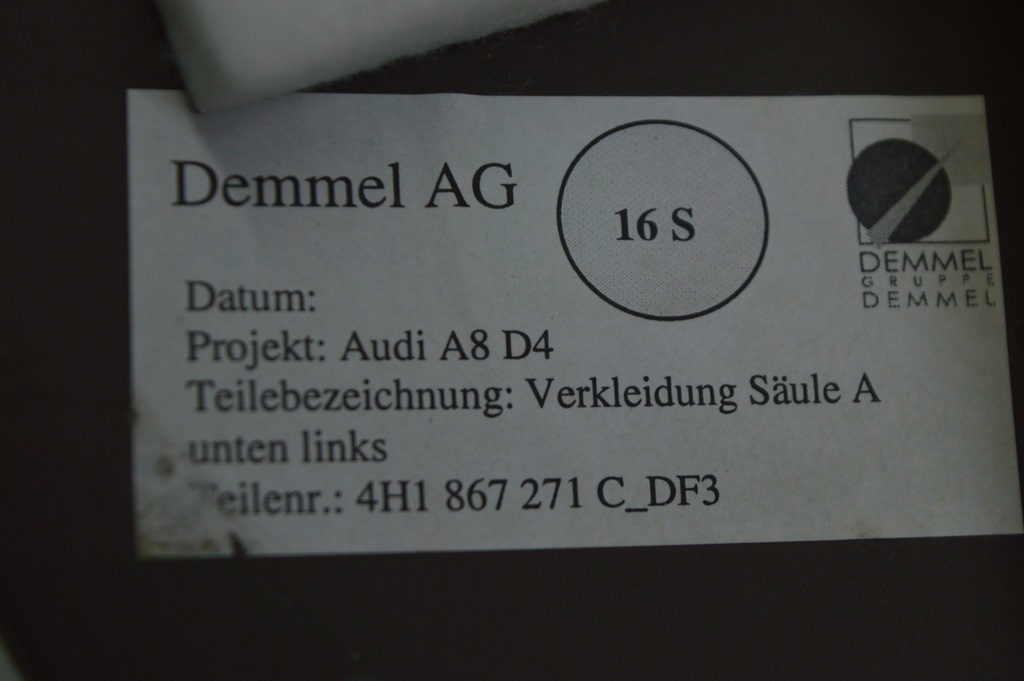 Demmel AG
16 S
DEMMEL
GRUPPE
DEMMEL
Datum:
Projekt: Audi A8 D4
Teilebezeichnung: Verkleidung Säule A
unten links
Teilenr.: 4H1 867 271 C_DF3